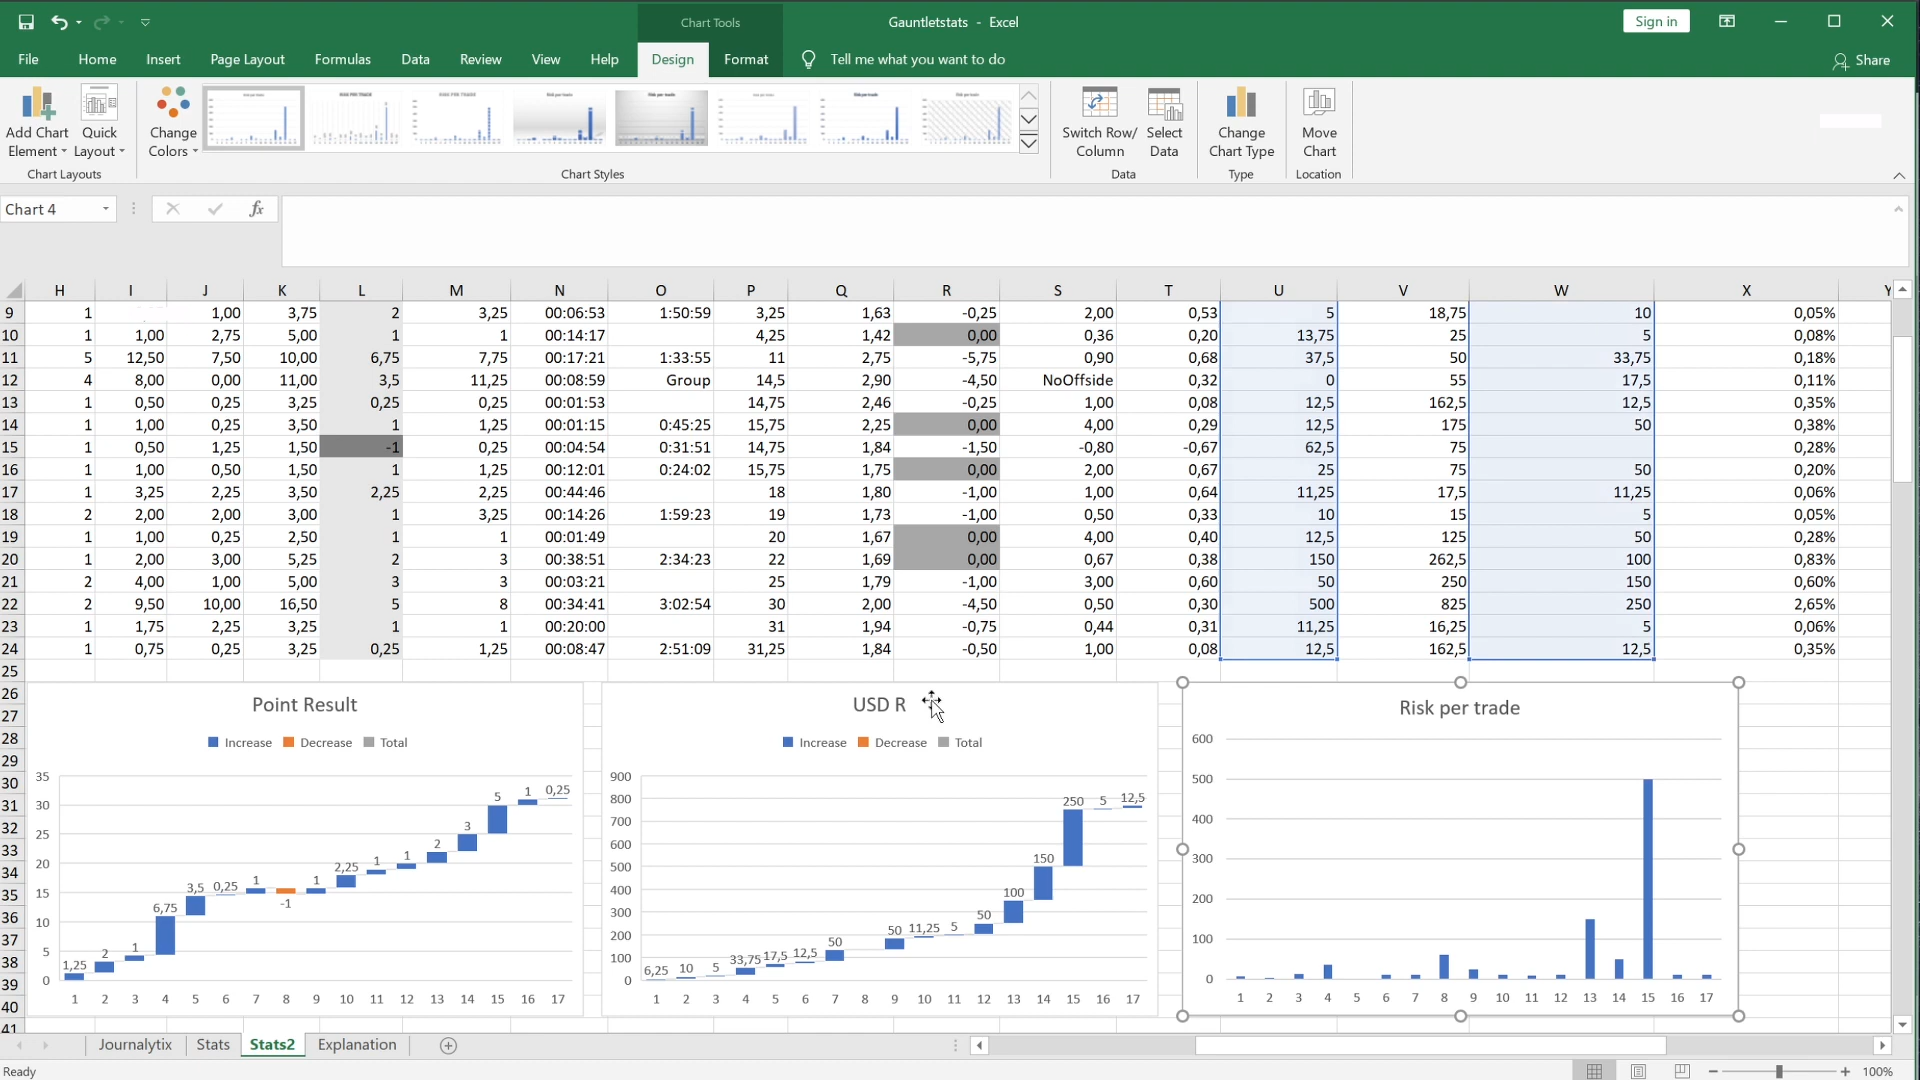 Chart Tools
Gauntletstats - Excel
Sign in
File Home Insert Page Layout Formulas Data Review View Help Design Format Tell me what you want to do Share
Add Chart Element
Quick Layout
Change Colors
Switch Row/ Column
Select Data
Change Chart Type
Move Chart
Chart Layouts Chart Styles Data Type Location
Chart 4 fx
H I J K L M N O P Q R S T U V W X Y
9 1 1,00 3,75 2 3,25 00:06:53 1:50:59 3,25 1,63 -0,25 2,00 0,53 5 18,75 10 0,05%
10 1 1,00 2,75 5,00 1 1 00:14:17 4,25 1,42 0,00 0,36 0,20 13,75 25 5 0,08%
11 5 12,50 7,50 10,00 6,75 7,75 00:17:21 1:33:55 11 2,75 -5,75 0,90 0,68 37,5 50 33,75 0,18%
12 4 8,00 0,00 11,00 3,5 11,25 00:08:59 Group 14,5 2,90 -4,50 NoOffside 0,32 0 55 17,5 0,11%
13 1 0,50 0,25 3,25 0,25 0,25 00:01:53 14,75 2,46 -0,25 1,00 0,08 12,5 162,5 12,5 0,35%
14 1 1,00 0,25 3,50 1 1,25 00:01:15 0:45:25 15,75 2,25 0,00 4,00 0,29 12,5 175 50 0,38%
15 1 0,50 1,25 1,50 -1 0,25 00:04:54 0:31:51 14,75 1,84 -1,50 -0,80 -0,67 62,5 75 0,28%
16 1 1,00 0,50 1,50 1 1,25 00:12:01 0:24:02 15,75 1,75 0,00 2,00 0,67 25 75 50 0,20%
17 1 3,25 2,25 3,50 2,25 2,25 00:44:46 18 1,80 -1,00 1,00 0,64 11,25 17,5 11,25 0,06%
18 2 2,00 2,00 3,00 1 3,25 00:14:26 1:59:23 19 1,73 -1,00 0,50 0,33 10 15 5 0,05%
19 1 1,00 0,25 2,50 1 1 00:01:49 20 1,67 0,00 4,00 0,40 12,5 125 50 0,28%
20 1 2,00 3,00 5,25 2 3 00:38:51 2:34:23 22 1,69 0,00 0,67 0,38 150 262,5 100 0,83%
21 2 4,00 1,00 5,00 3 3 00:03:21 25 1,79 -1,00 3,00 0,60 50 250 150 0,60%
22 2 9,50 10,00 16,50 5 8 00:34:41 3:02:54 30 2,00 -4,50 0,50 0,30 500 825 250 2,65%
23 1 1,75 2,25 3,25 1 1 00:20:00 31 1,94 -0,75 0,44 0,31 11,25 16,25 5 0,06%
24 1 0,75 0,25 3,25 0,25 1,25 00:08:47 2:51:09 31,25 1,84 -0,50 1,00 0,08 12,5 162,5 12,5 0,35%
25
26
27
28
29
30
31
32
33
34
35
36
37
38
39
40
41
Point Result
Increase Decrease Total
35
30
25
20
15
10
5
0
1,25 2 1 6,75 3,5 0,25 1 -1 1 2,25 1 1 2 3 5 1 0,25
1 2 3 4 5 6 7 8 9 10 11 12 13 14 15 16 17
USD R
Increase Decrease Total
900
800
700
600
500
400
300
200
100
0
6,25 10 5 33,75 17,5 12,5 50 50 11,25 5 50 100 150 250 5 12,5
1 2 3 4 5 6 7 8 9 10 11 12 13 14 15 16 17
Risk per trade
600
500
400
300
200
100
0
1 2 3 4 5 6 7 8 9 10 11 12 13 14 15 16 17
Journalytix Stats Stats2 Explanation
Ready 100%